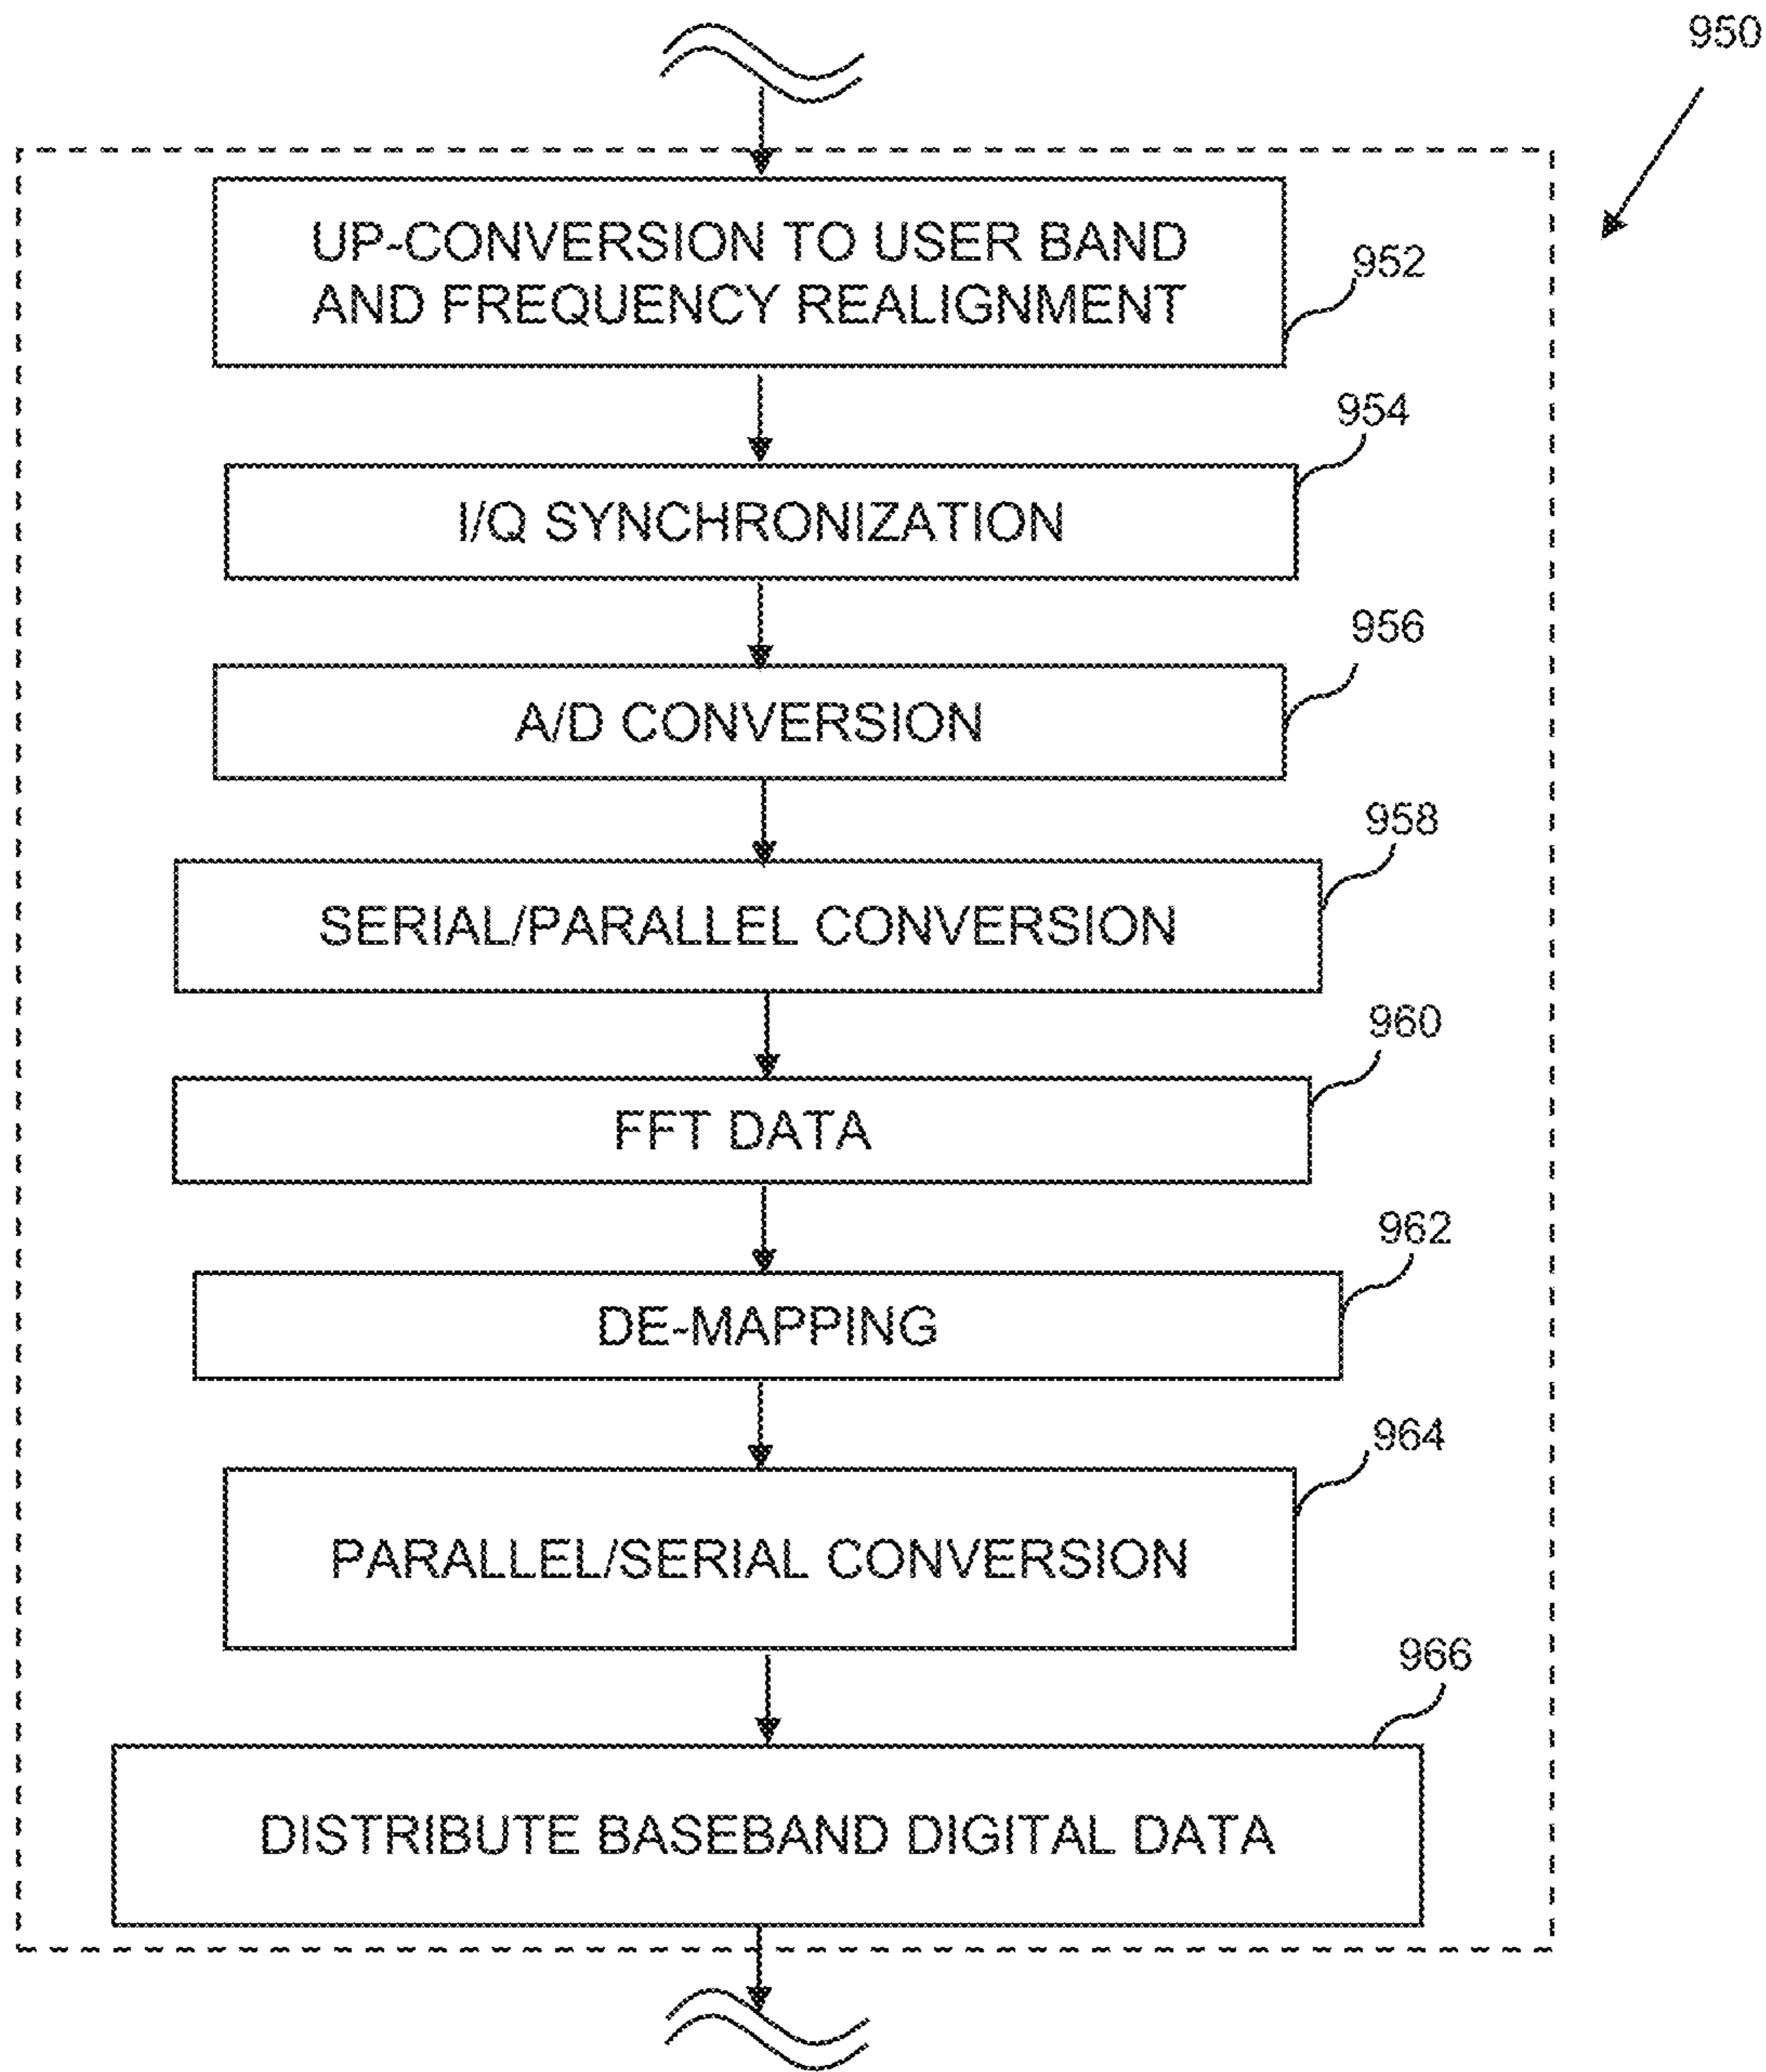 950
UP-CONVERSION TO USER BAND
AND FREQUENCY REALIGNMENT
952
954
I/Q SYNCHRONIZATION
956
A/D CONVERSION
958
SERIAL/PARALLEL CONVERSION
960
FFT DATA
962
DE-MAPPING
964
PARALLEL/SERIAL CONVERSION
966
DISTRIBUTE BASEBAND DIGITAL DATA